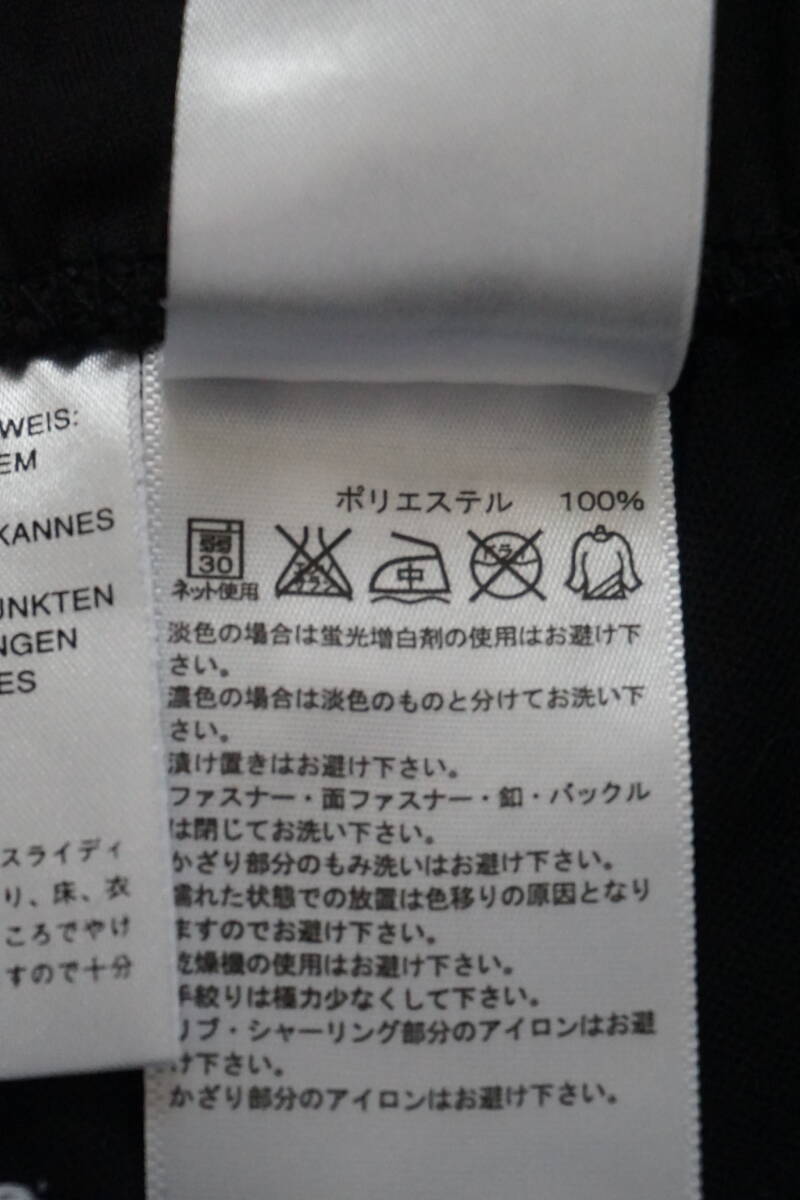 WEIS:
EM
KANNES
UNKTEN
NGEN
ES
スライディ
り、床、衣
ころでやけ
すので十分
ポリエステル 100%
弱
30
ネット使用
エンソ
サラシ
中
ドライ
淡色の場合は蛍光増白剤の使用はお避け下
さい。
濃色の場合は淡色のものと分けてお洗い下
さい。
漬け置きはお避け下さい。
ファスナー・面ファスナー・釦・バックル
は閉じてお洗い下さい。
かざり部分のもみ洗いはお避け下さい。
濡れた状態での放置は色移りの原因となり
ますのでお避け下さい。
乾燥機の使用はお避け下さい。
手絞りは極力少なくして下さい。
リブ・シャーリング部分のアイロンはお避
け下さい。
かざり部分のアイロンはお避け下さい。